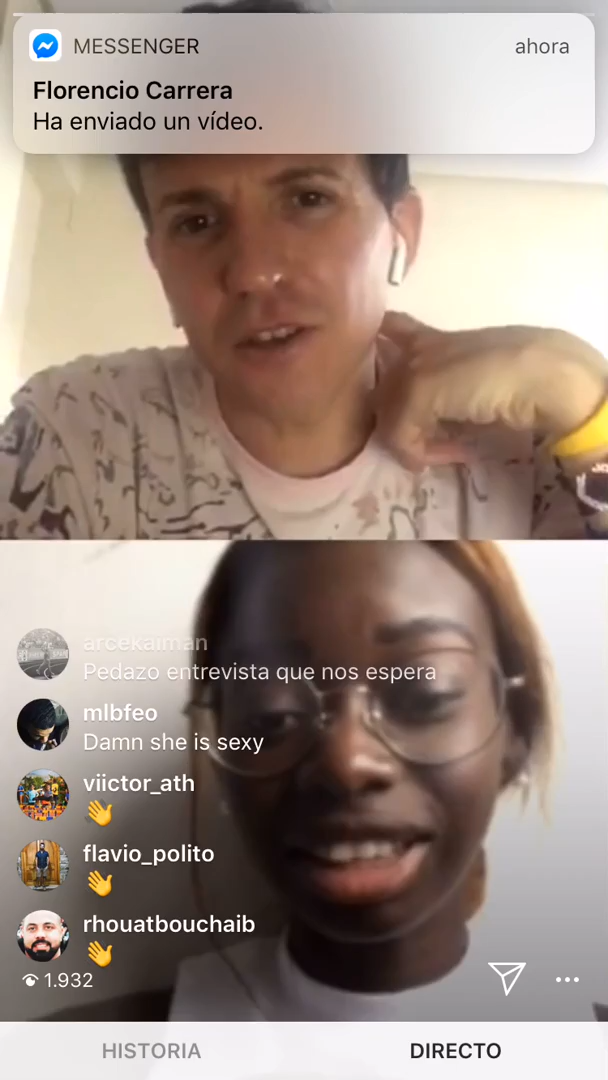 MESSENGER
ahora
Florencio Carrera
Ha enviado un vídeo.
arcekaiman
Pedazo entrevista que nos espera
mlbfeo
Damn she is sexy
viictor_ath
👋
flavio_polito
👋
rhouatbouchaib
👋
1.932
HISTORIA
DIRECTO